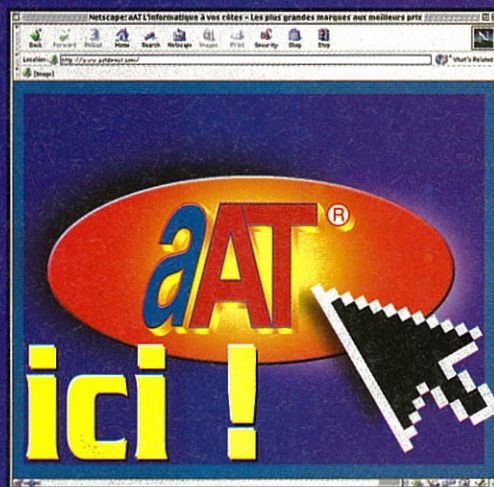 Netscape: aAT L'informatique à vos côtes - Les plus grandes marques aux meilleurs prix
Back Forward Reload Home Search Netscape Images Print Security Shop Stop
Location: http://www.aatdirect.com/ What's Related
[Image]
aAT®
ici !